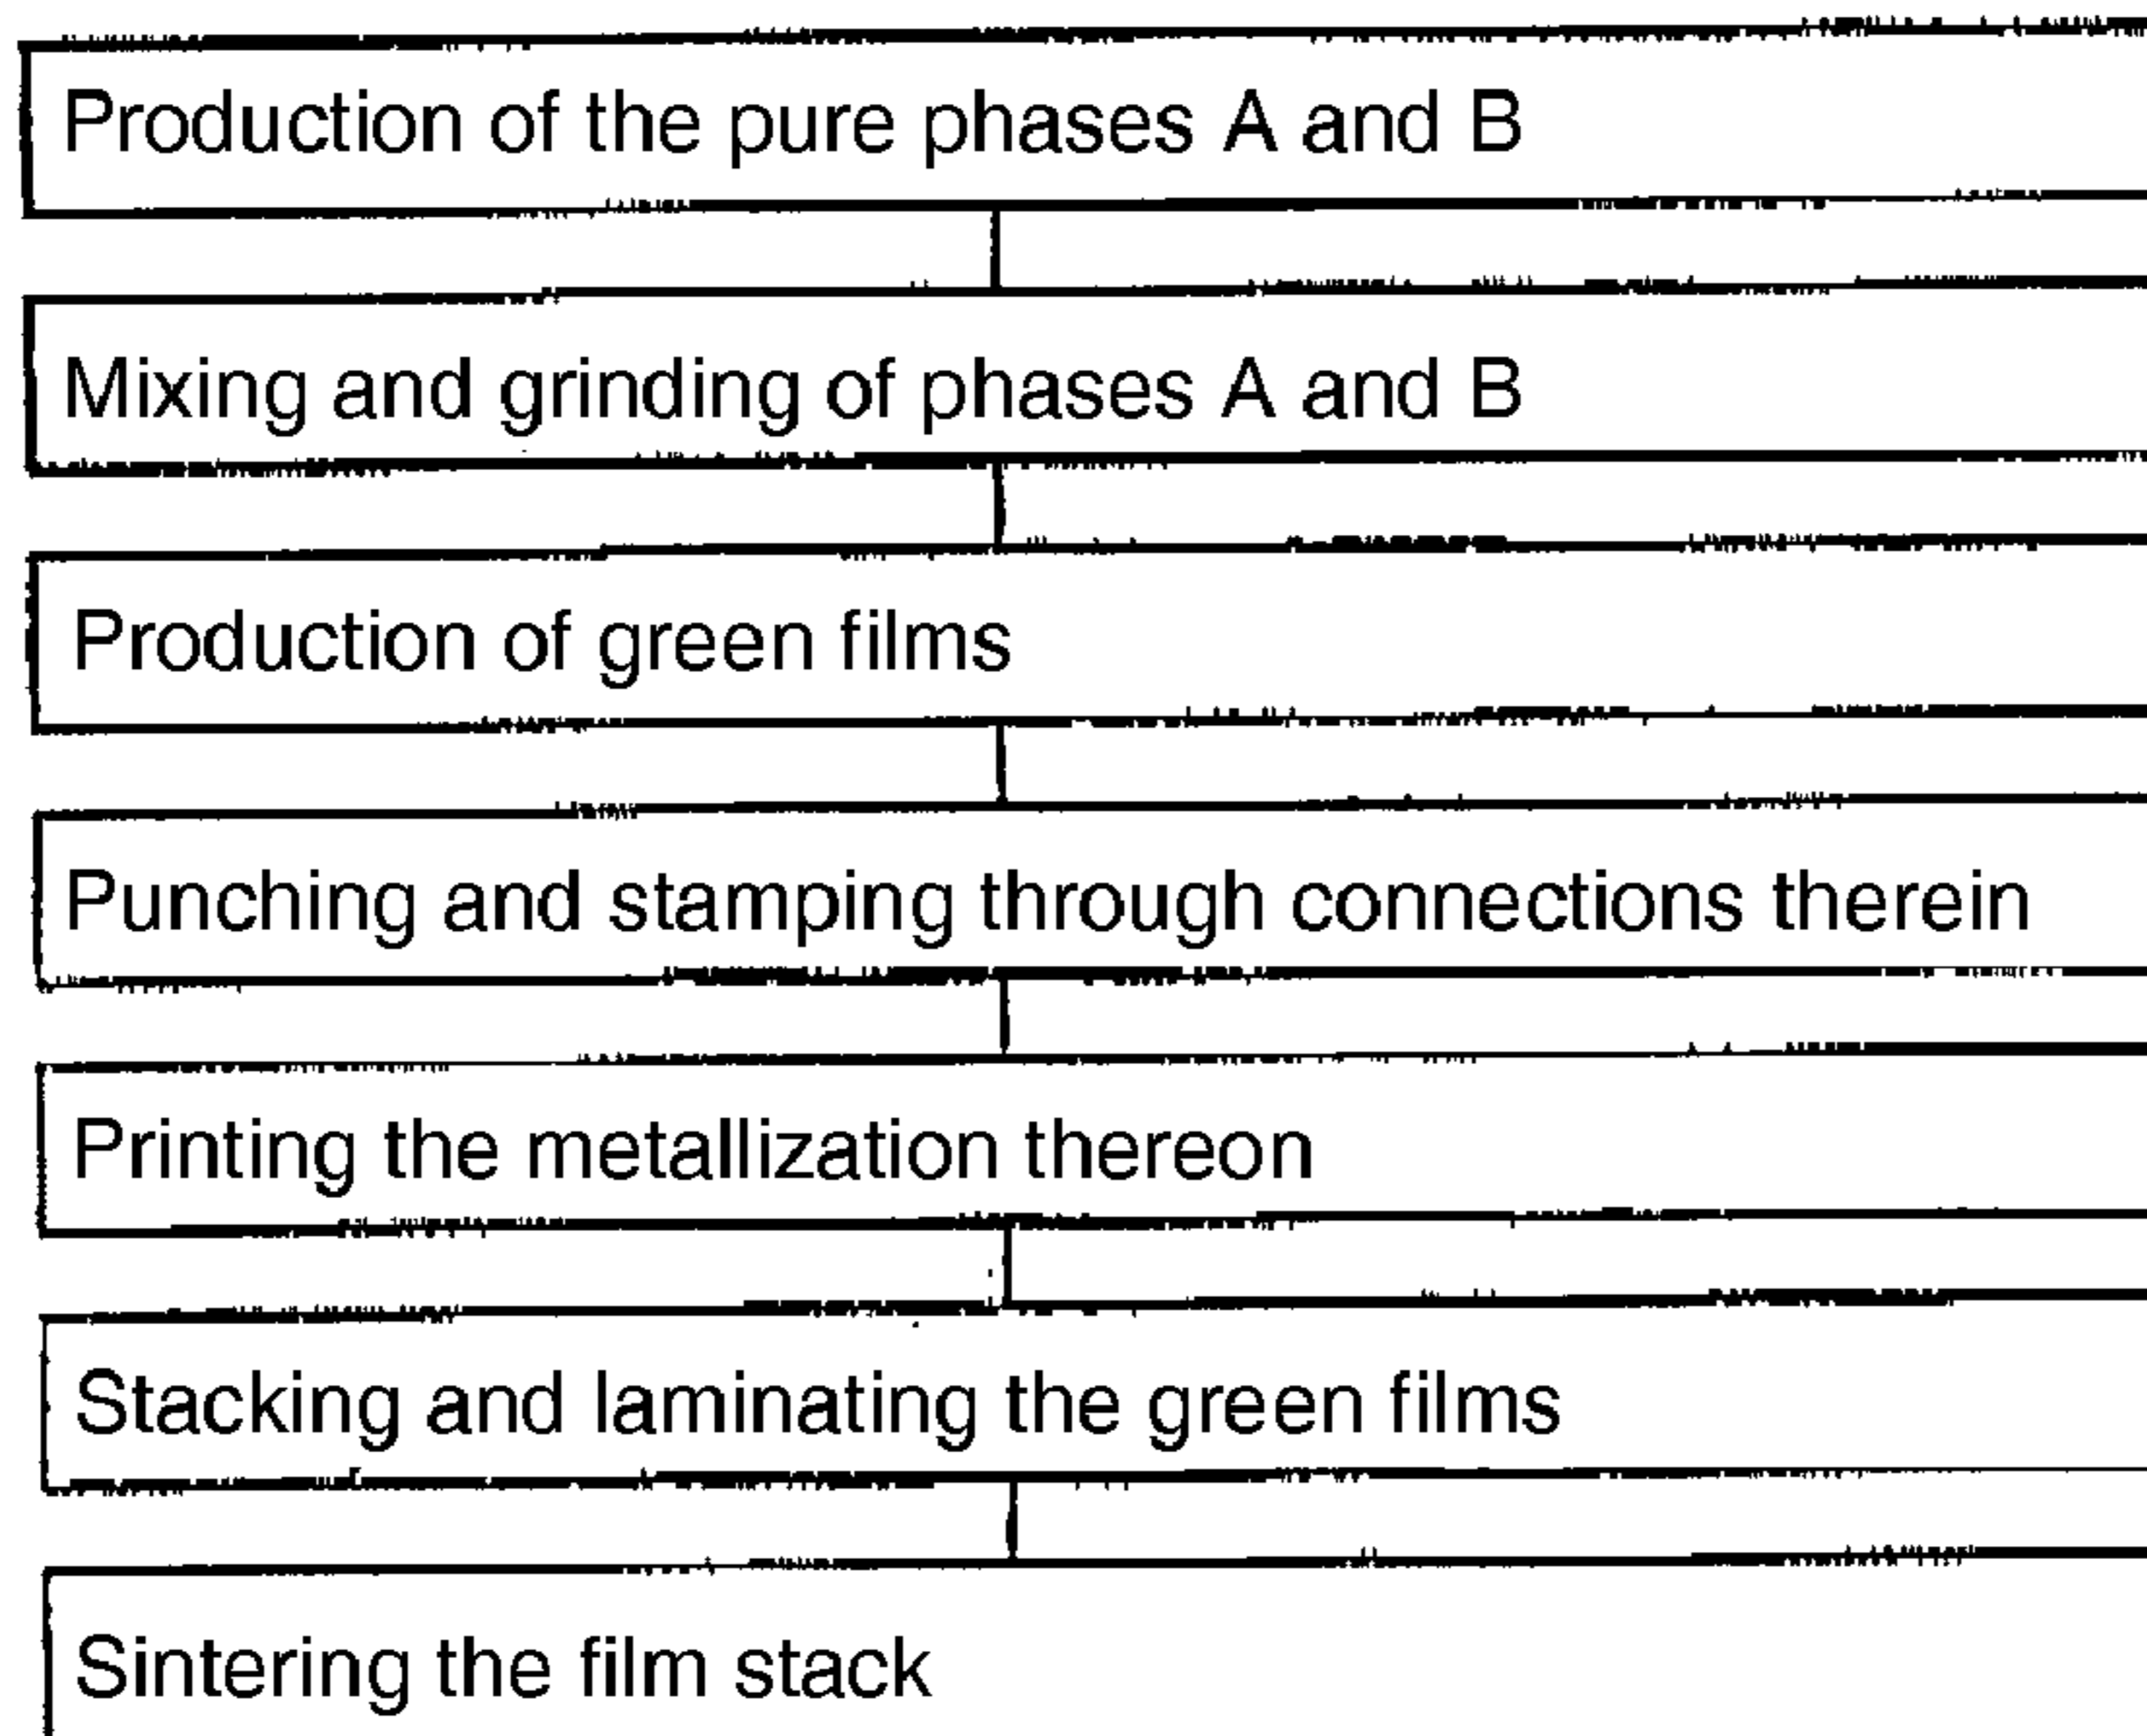 Production of the pure phases A and B
Mixing and grinding of phases A and B
Production of green films
Punching and stamping through connections therein
Printing the metallization thereon
Stacking and laminating the green films
Sintering the film stack